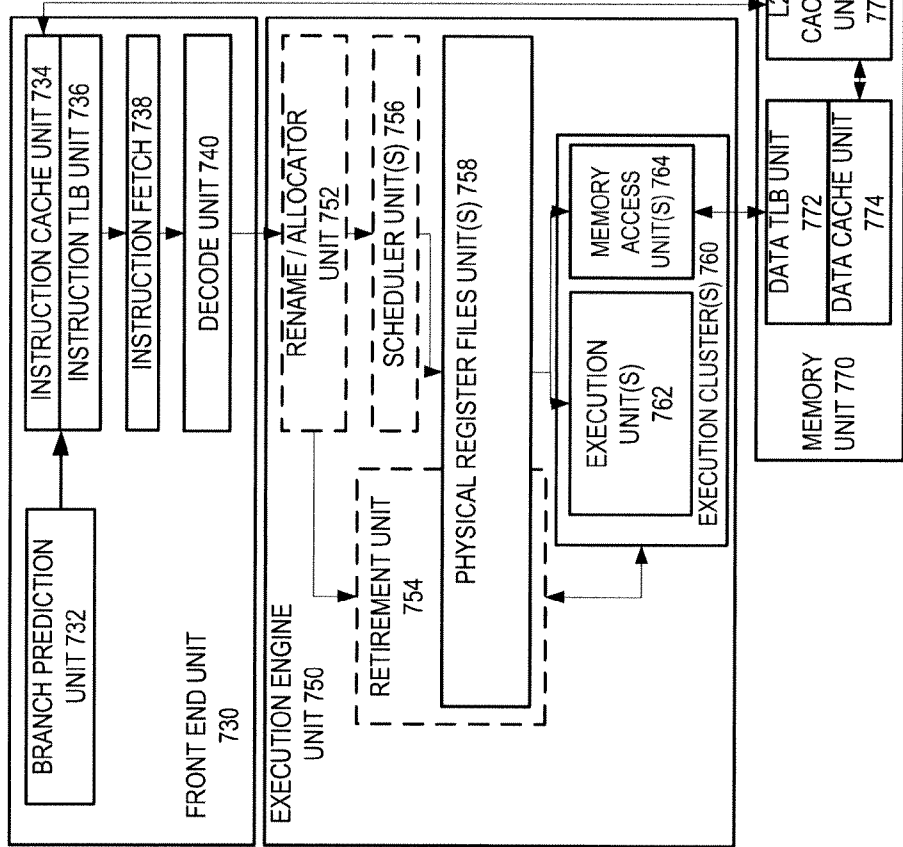 BRANCH PREDICTION
UNIT 732
INSTRUCTION CACHE UNIT 734
INSTRUCTION TLB UNIT 736
INSTRUCTION FETCH 738
DECODE UNIT 740
FRONT END UNIT
730
EXECUTION ENGINE
UNIT 750
RENAME / ALLOCATOR
UNIT 752
SCHEDULER UNIT(S) 756
RETIREMENT UNIT
754
PHYSICAL REGISTER FILES UNIT(S) 758
EXECUTION
UNIT(S)
762
MEMORY
ACCESS
UNIT(S) 764
EXECUTION CLUSTER(S) 760
MEMORY
UNIT 770
DATA TLB UNIT
772
DATA CACHE UNIT
774
L2
CAC
UN
77